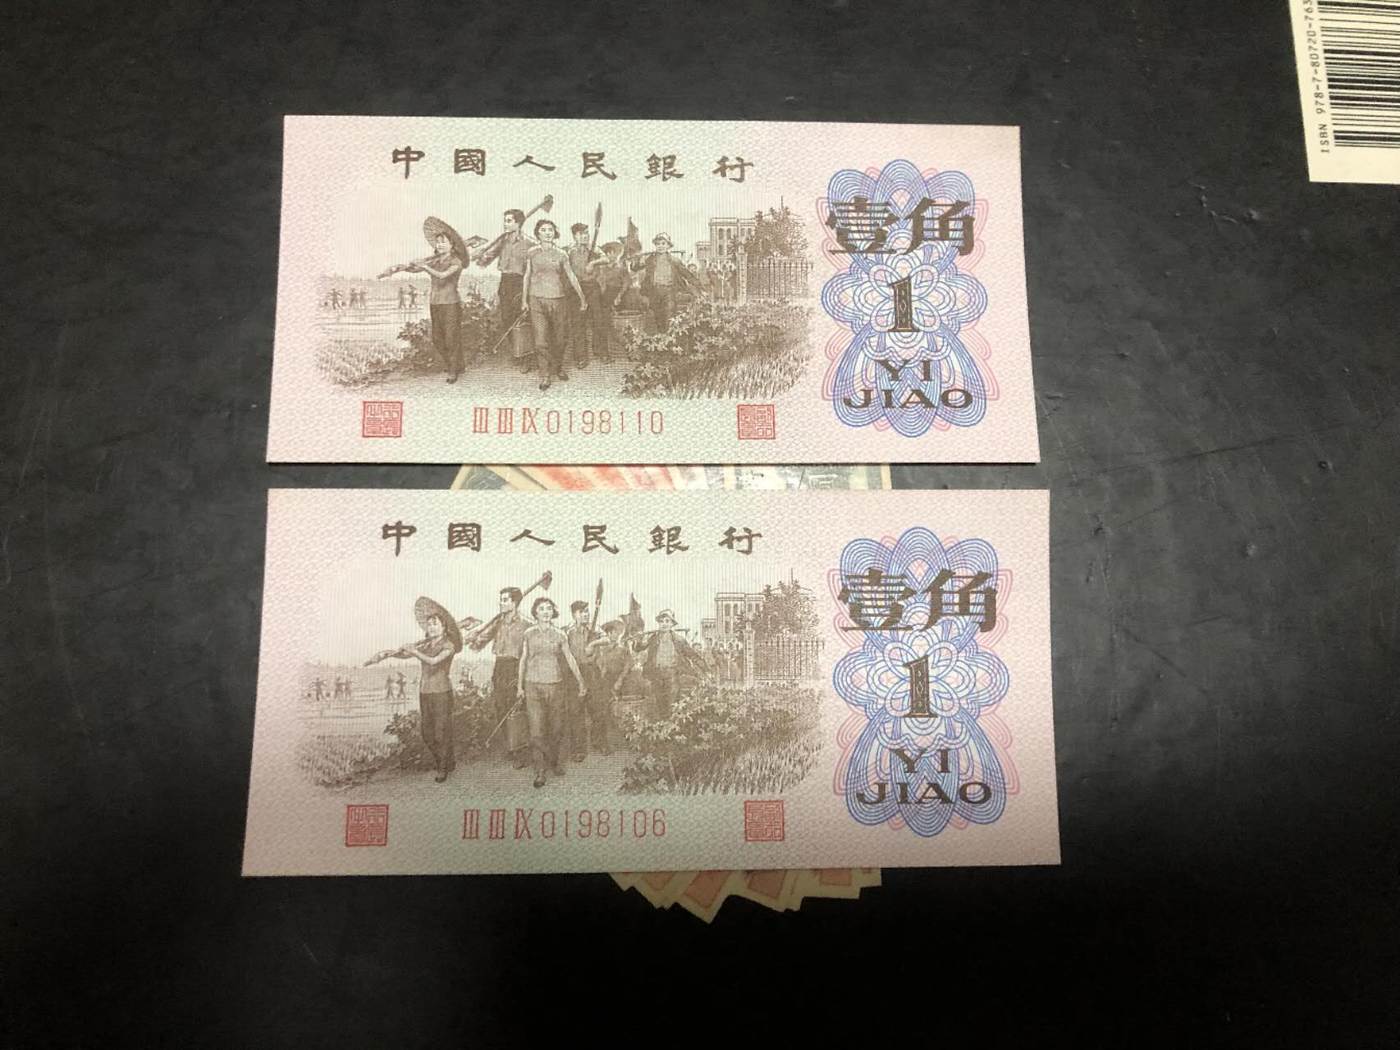 ISBN 978-7-80720-763
中國人民銀行
壹角
1
YI
JIAO
III III IX 0198110
中國人民銀行
壹角
1
YI
JIAO
III III IX 0198106